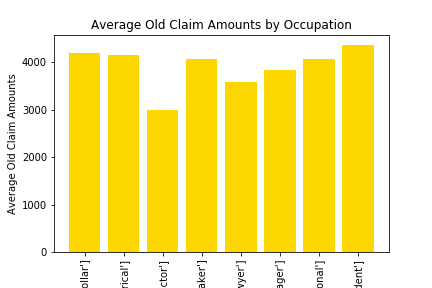 Average Old Claim Amounts by Occupation
Average Old Claim Amounts
4000
3000
2000
1000
0
ollar']
rical']
ctor']
aker']
wyer']
ager']
onal']
dent']